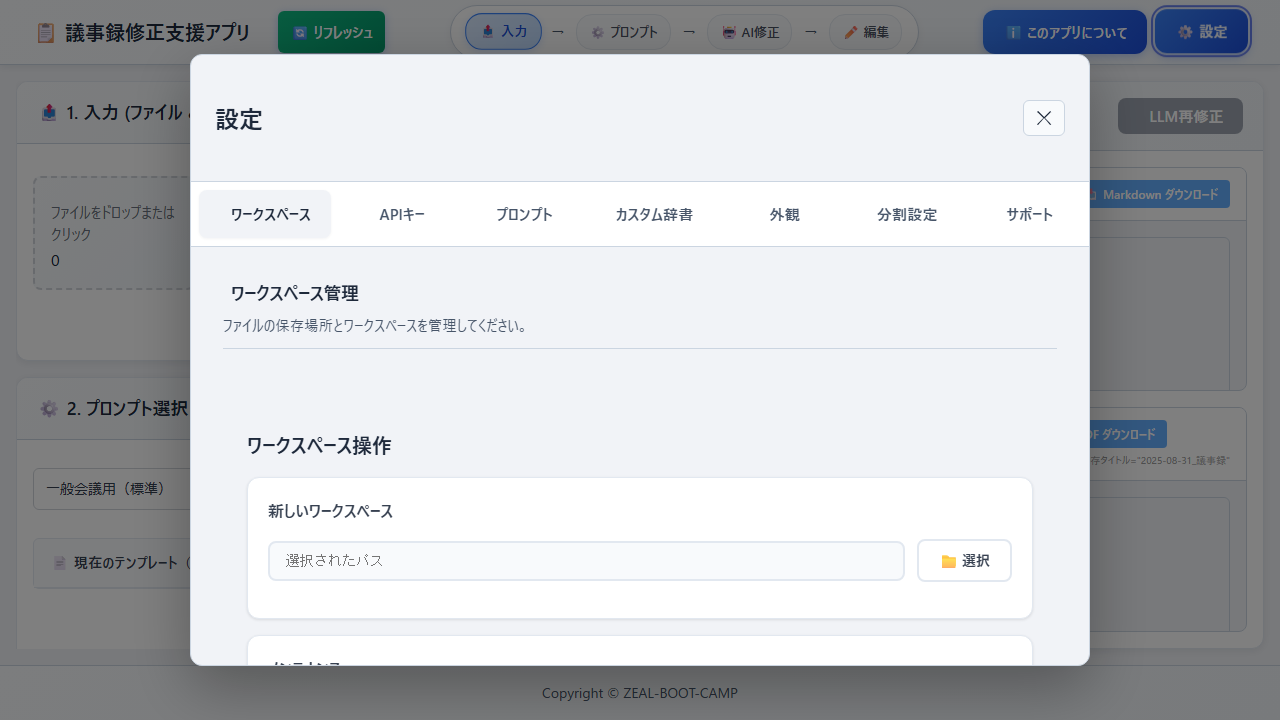 議事録修正支援アプリ
リフレッシュ
入力 → プロンプト → AI修正 → 編集
このアプリについて
設定
1. 入力 (ファイル
LLM再修正
ファイルをドロップまたは
クリック
0
Markdown ダウンロード
2. プロンプト選択
一般会議用（標準）
現在のテンプレート（
ダウンロード
存タイトル="2025-08-31_議事録"
設定
ワークスペース
APIキー
プロンプト
カスタム辞書
外観
分割設定
サポート
ワークスペース管理
ファイルの保存場所とワークスペースを管理してください。
ワークスペース操作
新しいワークスペース
選択されたパス
選択
Copyright © ZEAL-BOOT-CAMP